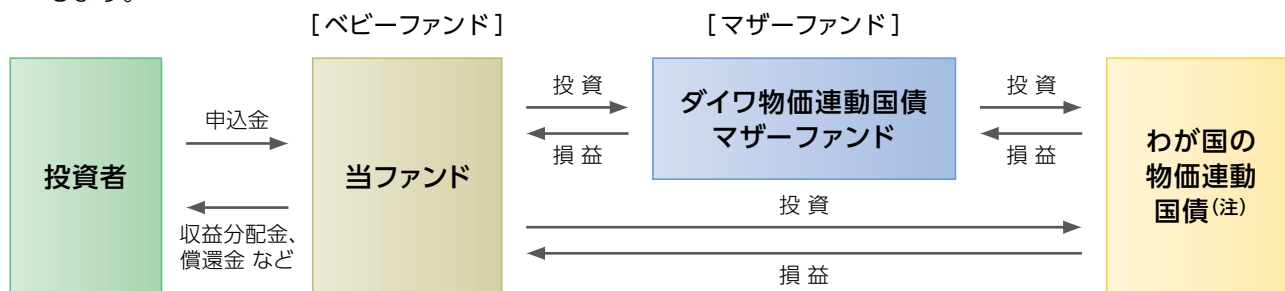 します。
[ベビーファンド]
[マザーファンド]
投資者
申込金
収益分配金、
償還金 など
当ファンド
投 資
損 益
ダイワ物価連動国債
マザーファンド
投 資
損 益
投 資
損 益
わが国の
物価連動
国債(注)